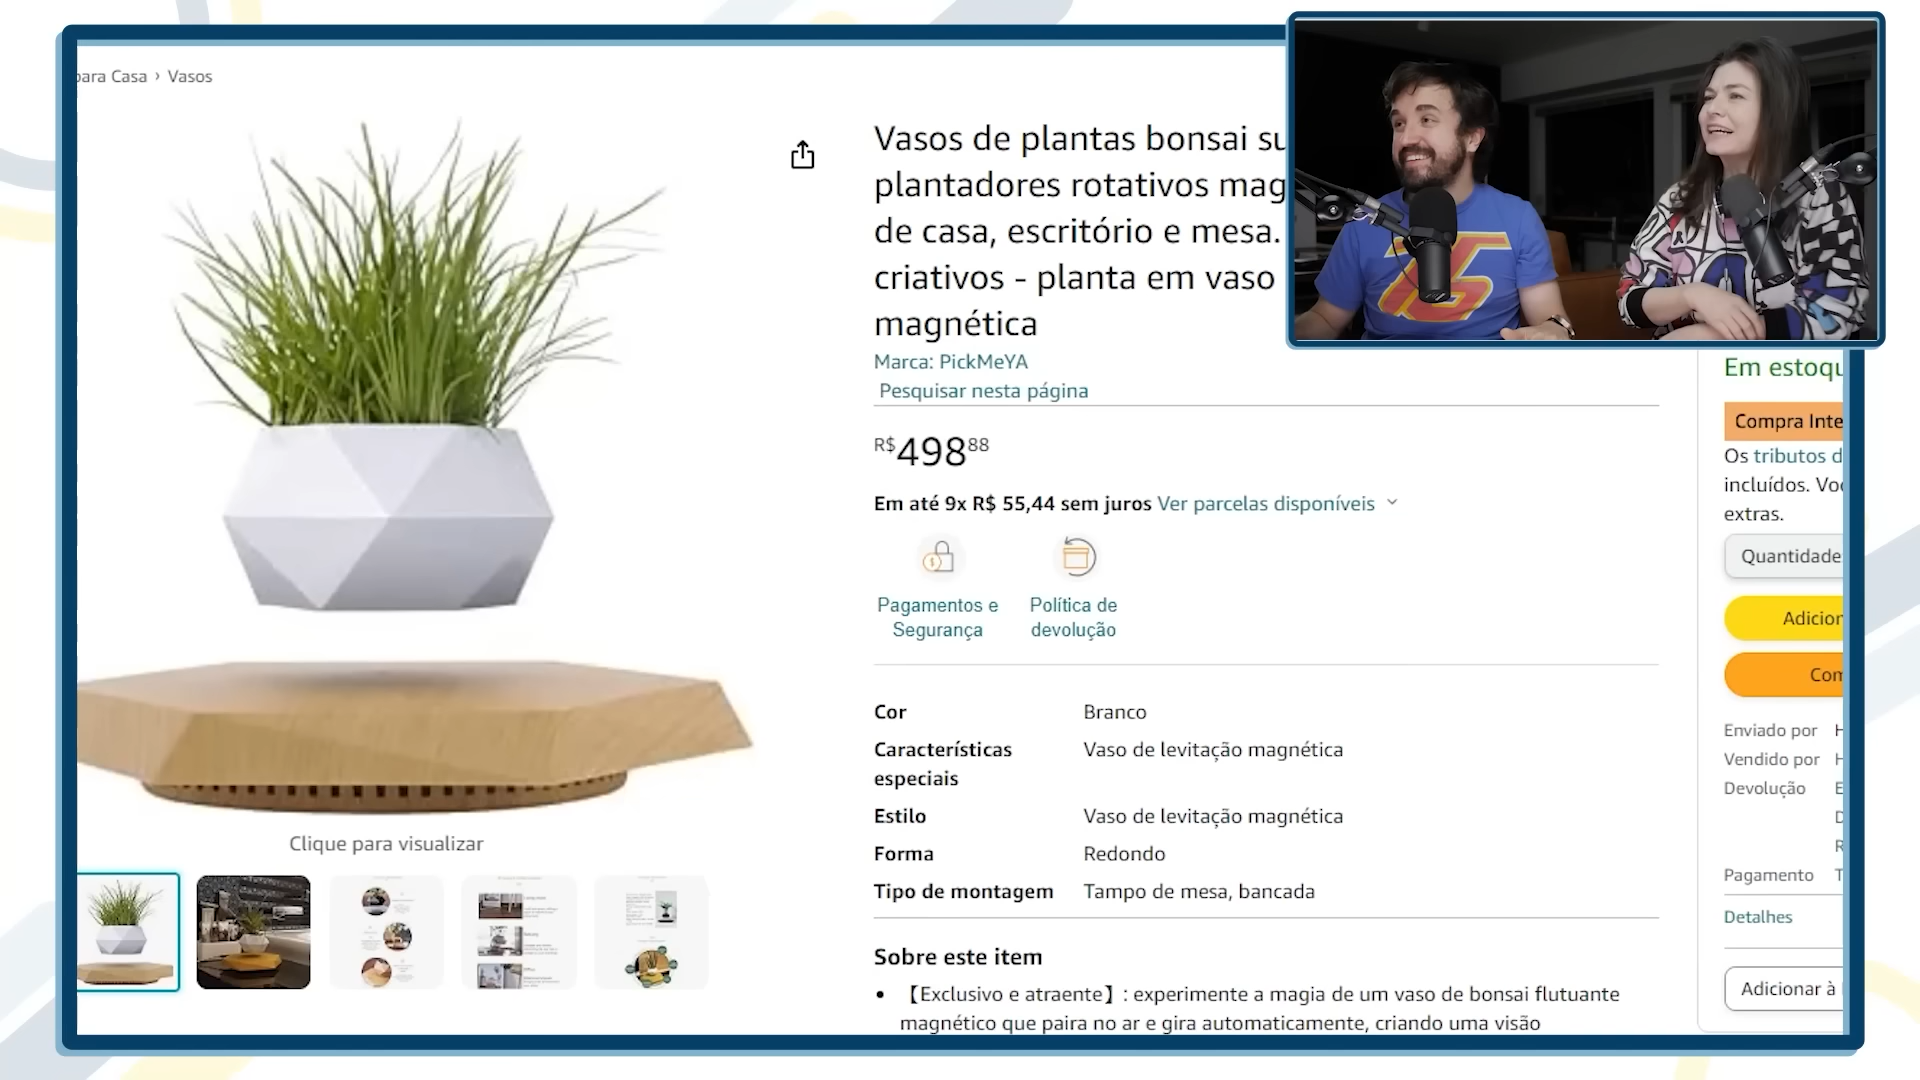 para Casa › Vasos
Vasos de plantas bonsai su
plantadores rotativos mag
de casa, escritório e mesa.
criativos - planta em vaso
magnética
Marca: PickMeYA
Pesquisar nesta página
R$49888
Em até 9x R$ 55,44 sem juros Ver parcelas disponíveis
Pagamentos e
Segurança
Política de
devolução
Cor Branco
Características
especiais
Vaso de levitação magnética
Estilo Vaso de levitação magnética
Forma Redondo
Tipo de montagem Tampo de mesa, bancada
Sobre este item
• 【Exclusivo e atraente】: experimente a magia de um vaso de bonsai flutuante
magnético que paira no ar e gira automaticamente, criando uma visão
Clique para visualizar
Em estoqu
Compra Inte
Os tributos d
incluídos. Voc
extras.
Quantidade
Adicion
Com
Enviado por H
Vendido por H
Devolução E
D
R
Pagamento T
Detalhes
Adicionar à